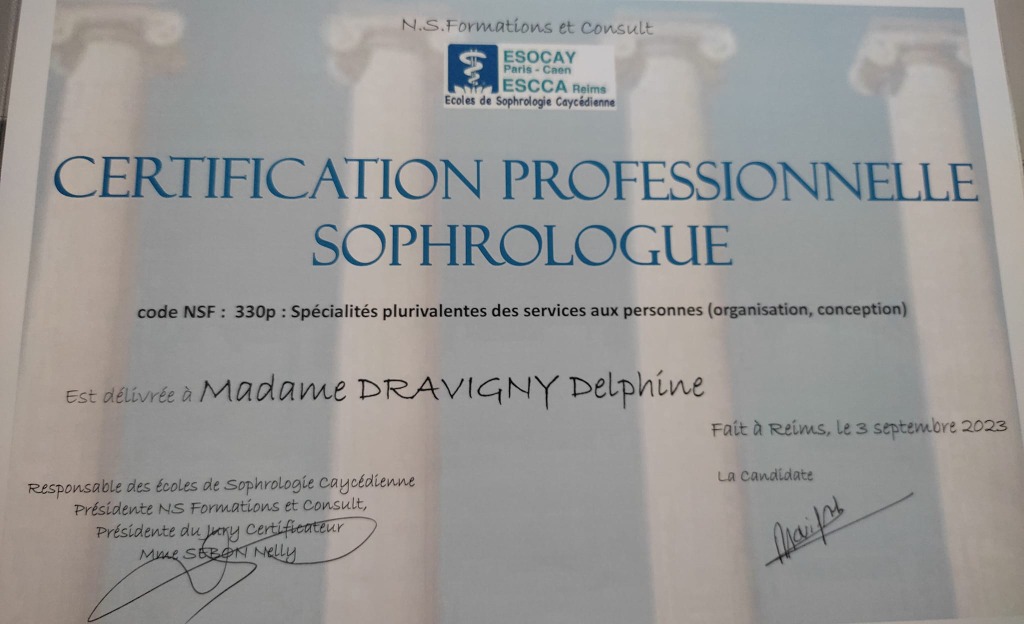 N.S.Formations et Consult
ESOCAY
Paris - Caen
ESCCA Reims
Ecoles de Sophrologie Caycédienne
CERTIFICATION PROFESSIONNELLE
SOPHROLOGUE
code NSF : 330p : Spécialités plurivalentes des services aux personnes (organisation, conception)
Est délivrée à Madame DRAVIGNY Delphine
Fait à Reims, le 3 septembre 2023
La Candidate
Responsable des écoles de Sophrologie Caycédienne
Présidente NS Formations et Consult,
Présidente du Jury Certificateur
Mme SEBON Nelly